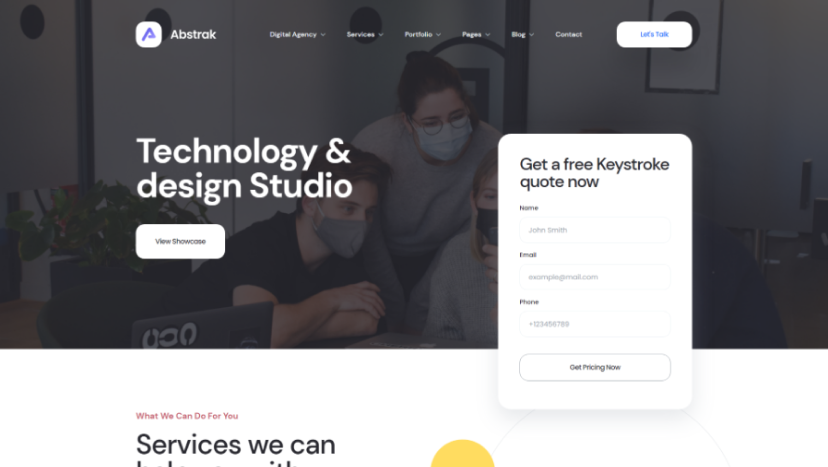 Abstrak
Digital Agency
Services
Portfolio
Pages
Blog
Contact
Let's Talk
Technology &
design Studio
View Showcase
Get a free Keystroke
quote now
Name
John Smith
Email
example@mail.com
Phone
+123456789
Get Pricing Now
What We Can Do For You
Services we can